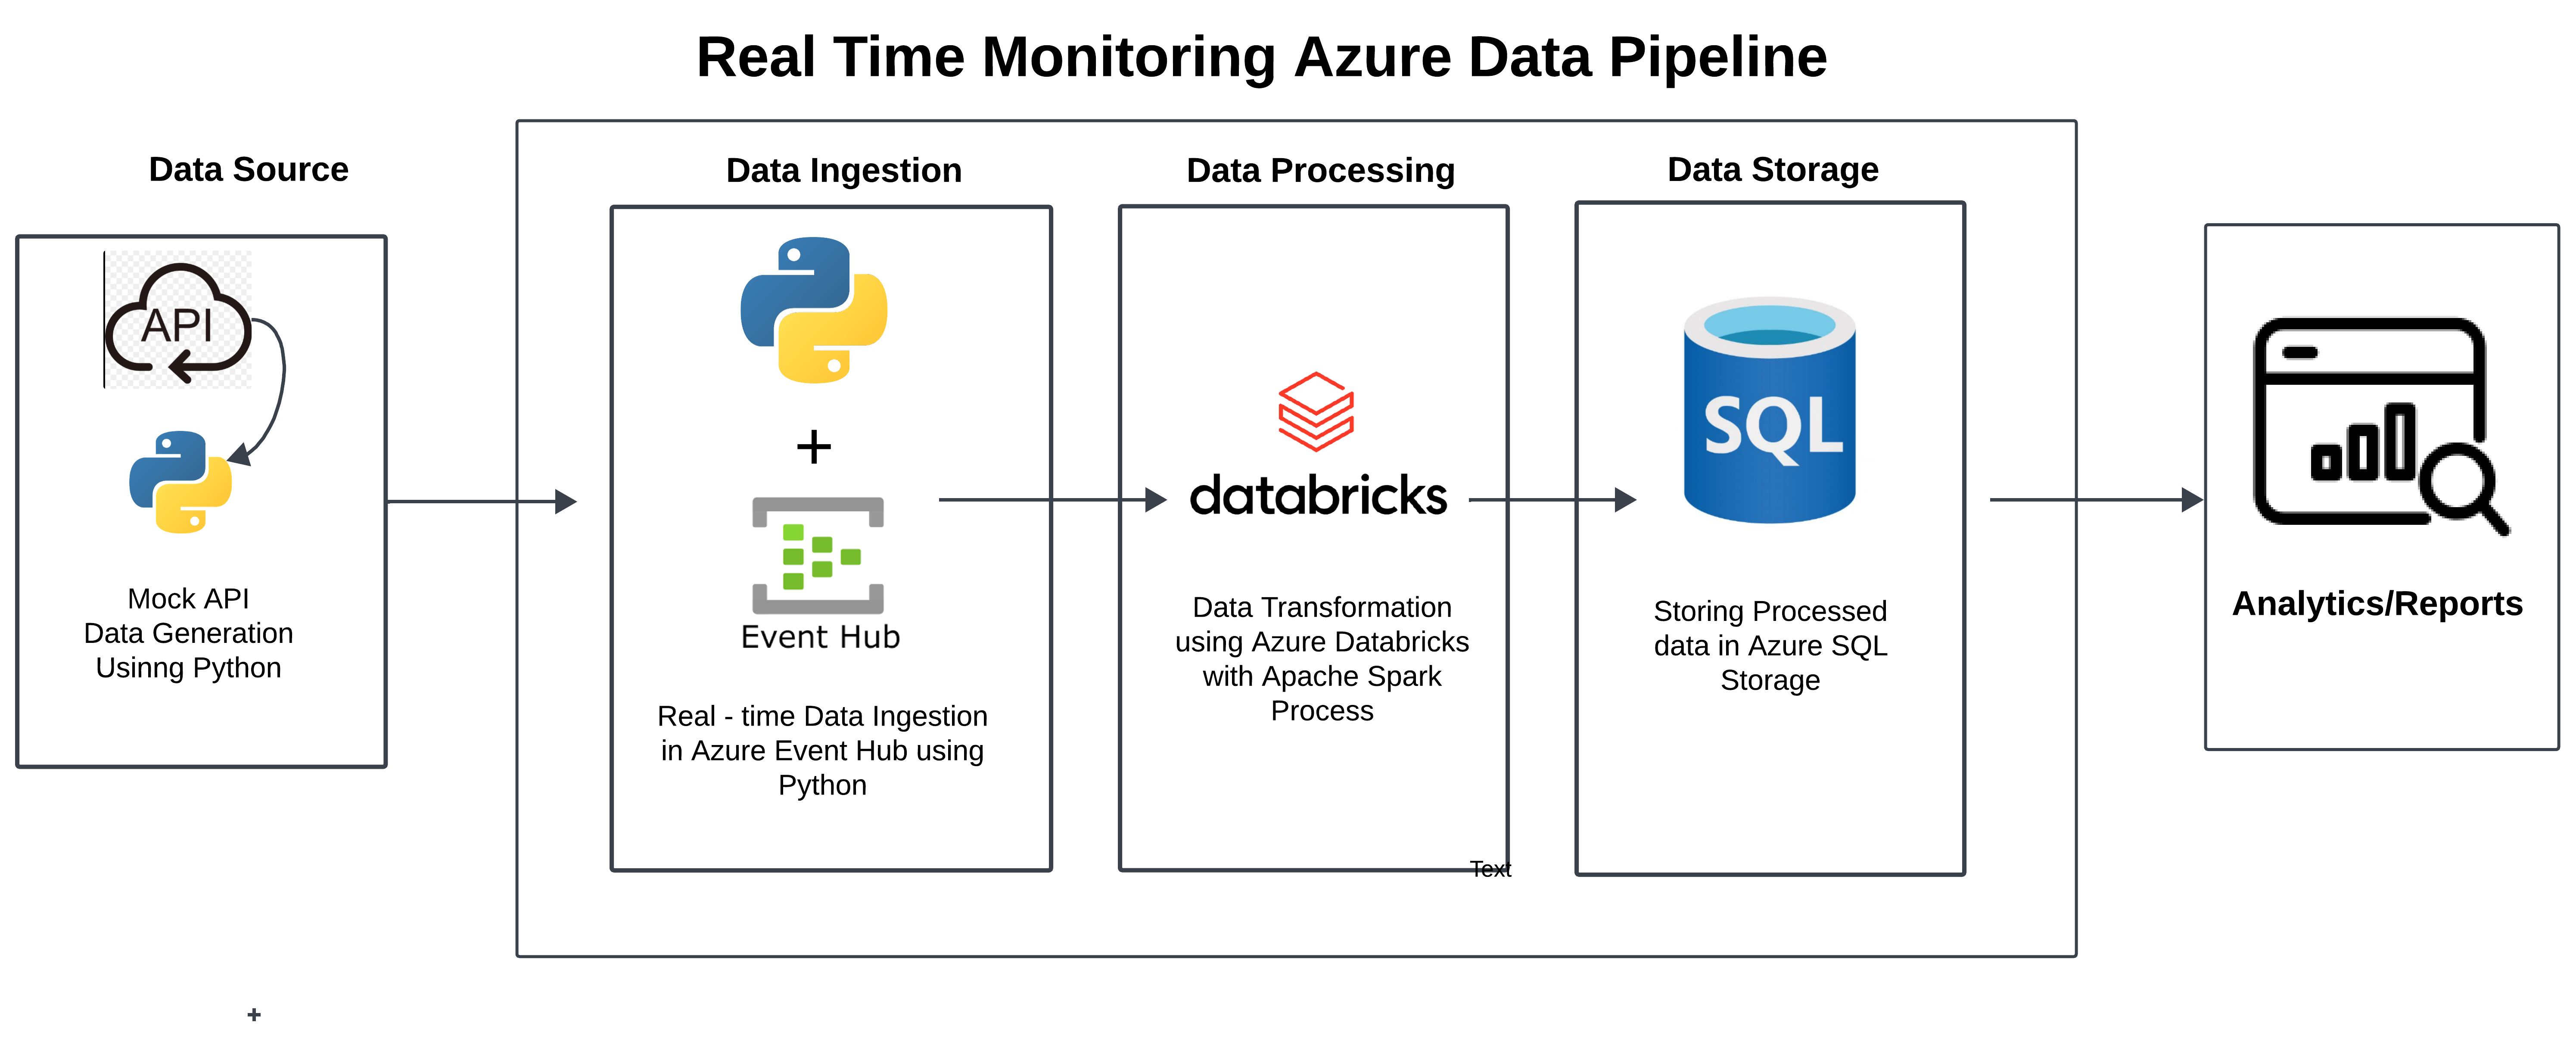 Real Time Monitoring Azure Data Pipeline
Data Source
API
Mock API
Data Generation
Usinng Python
Data Ingestion
+
Event Hub
Real - time Data Ingestion
in Azure Event Hub using
Python
Data Processing
databricks
Data Transformation
using Azure Databricks
with Apache Spark
Process
Text
Data Storage
SQL
Storing Processed
data in Azure SQL
Storage
Analytics/Reports
+